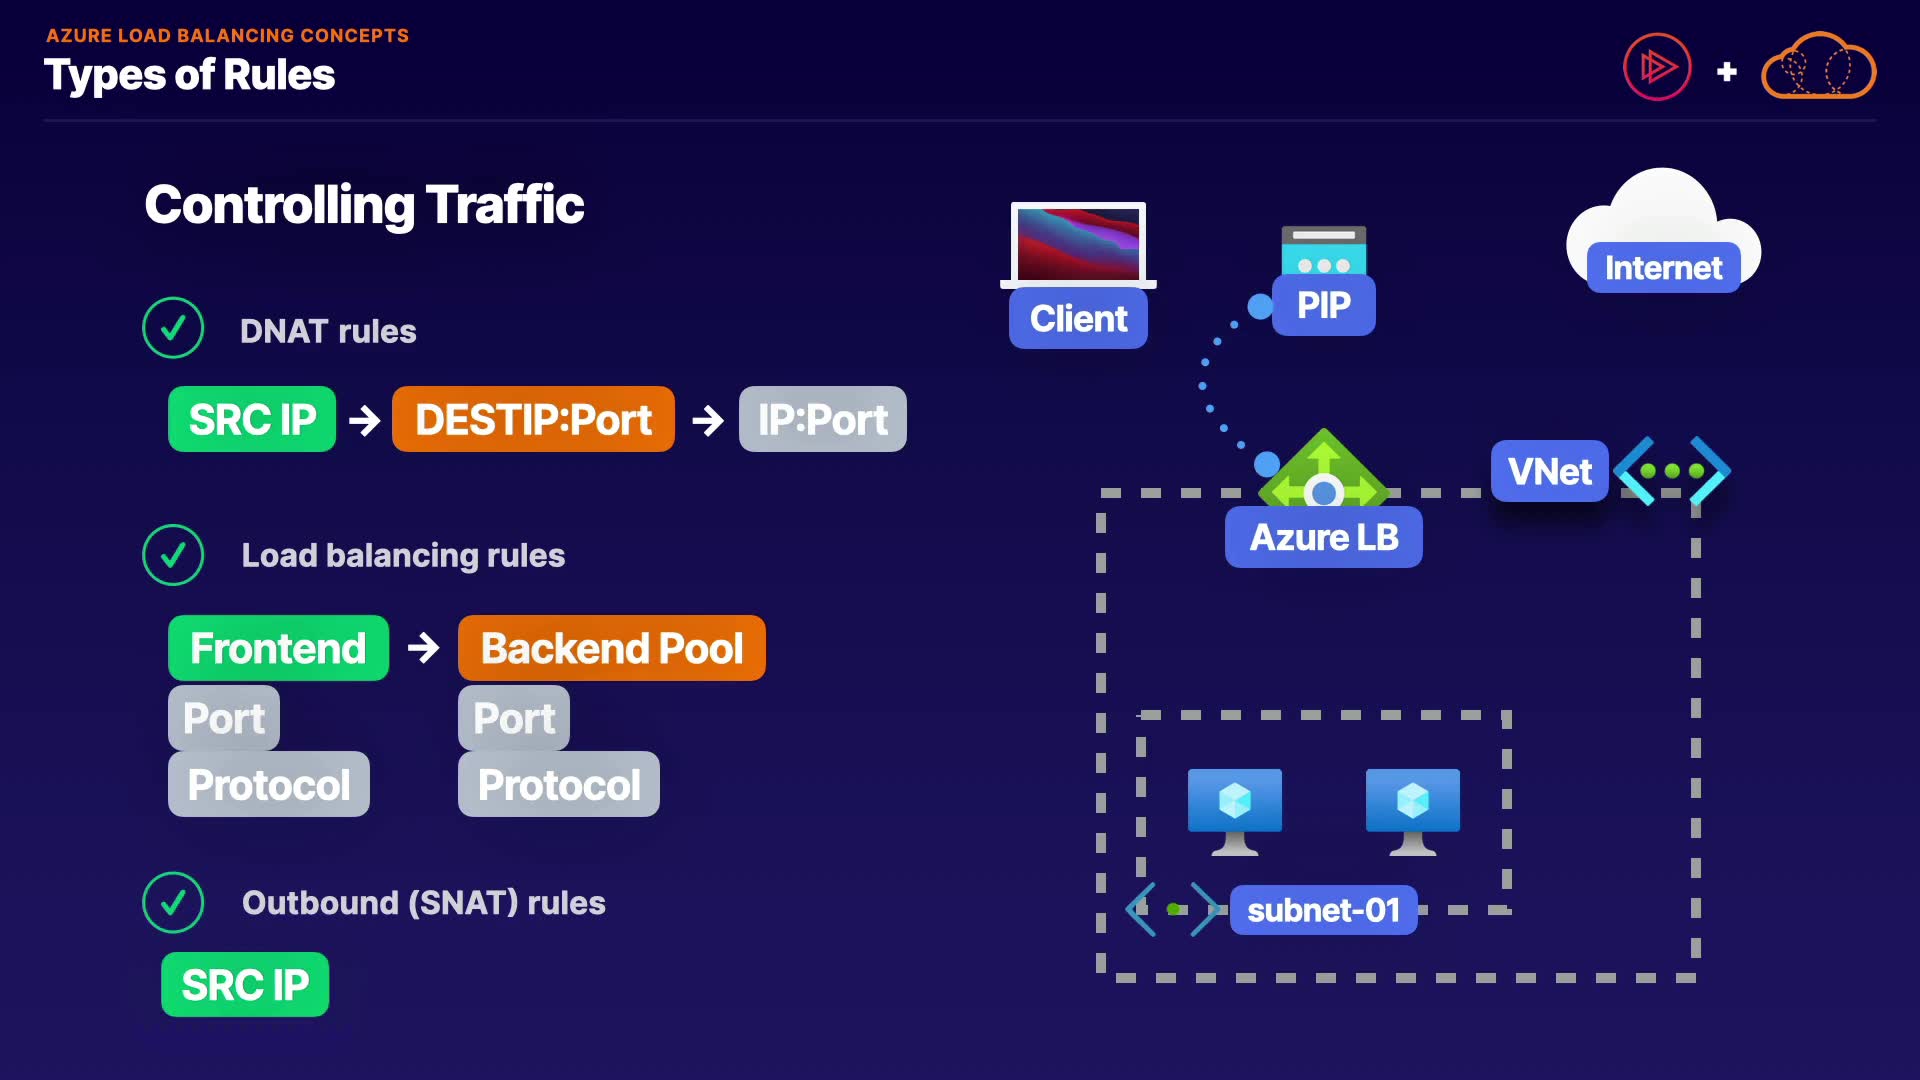 AZURE LOAD BALANCING CONCEPTS
Types of Rules
Controlling Traffic
DNAT rules
SRC IP → DESTIP:Port → IP:Port
Load balancing rules
Frontend → Backend Pool
Port Port
Protocol Protocol
Outbound (SNAT) rules
SRC IP
Client
PIP
Internet
Azure LB
VNet
subnet-01